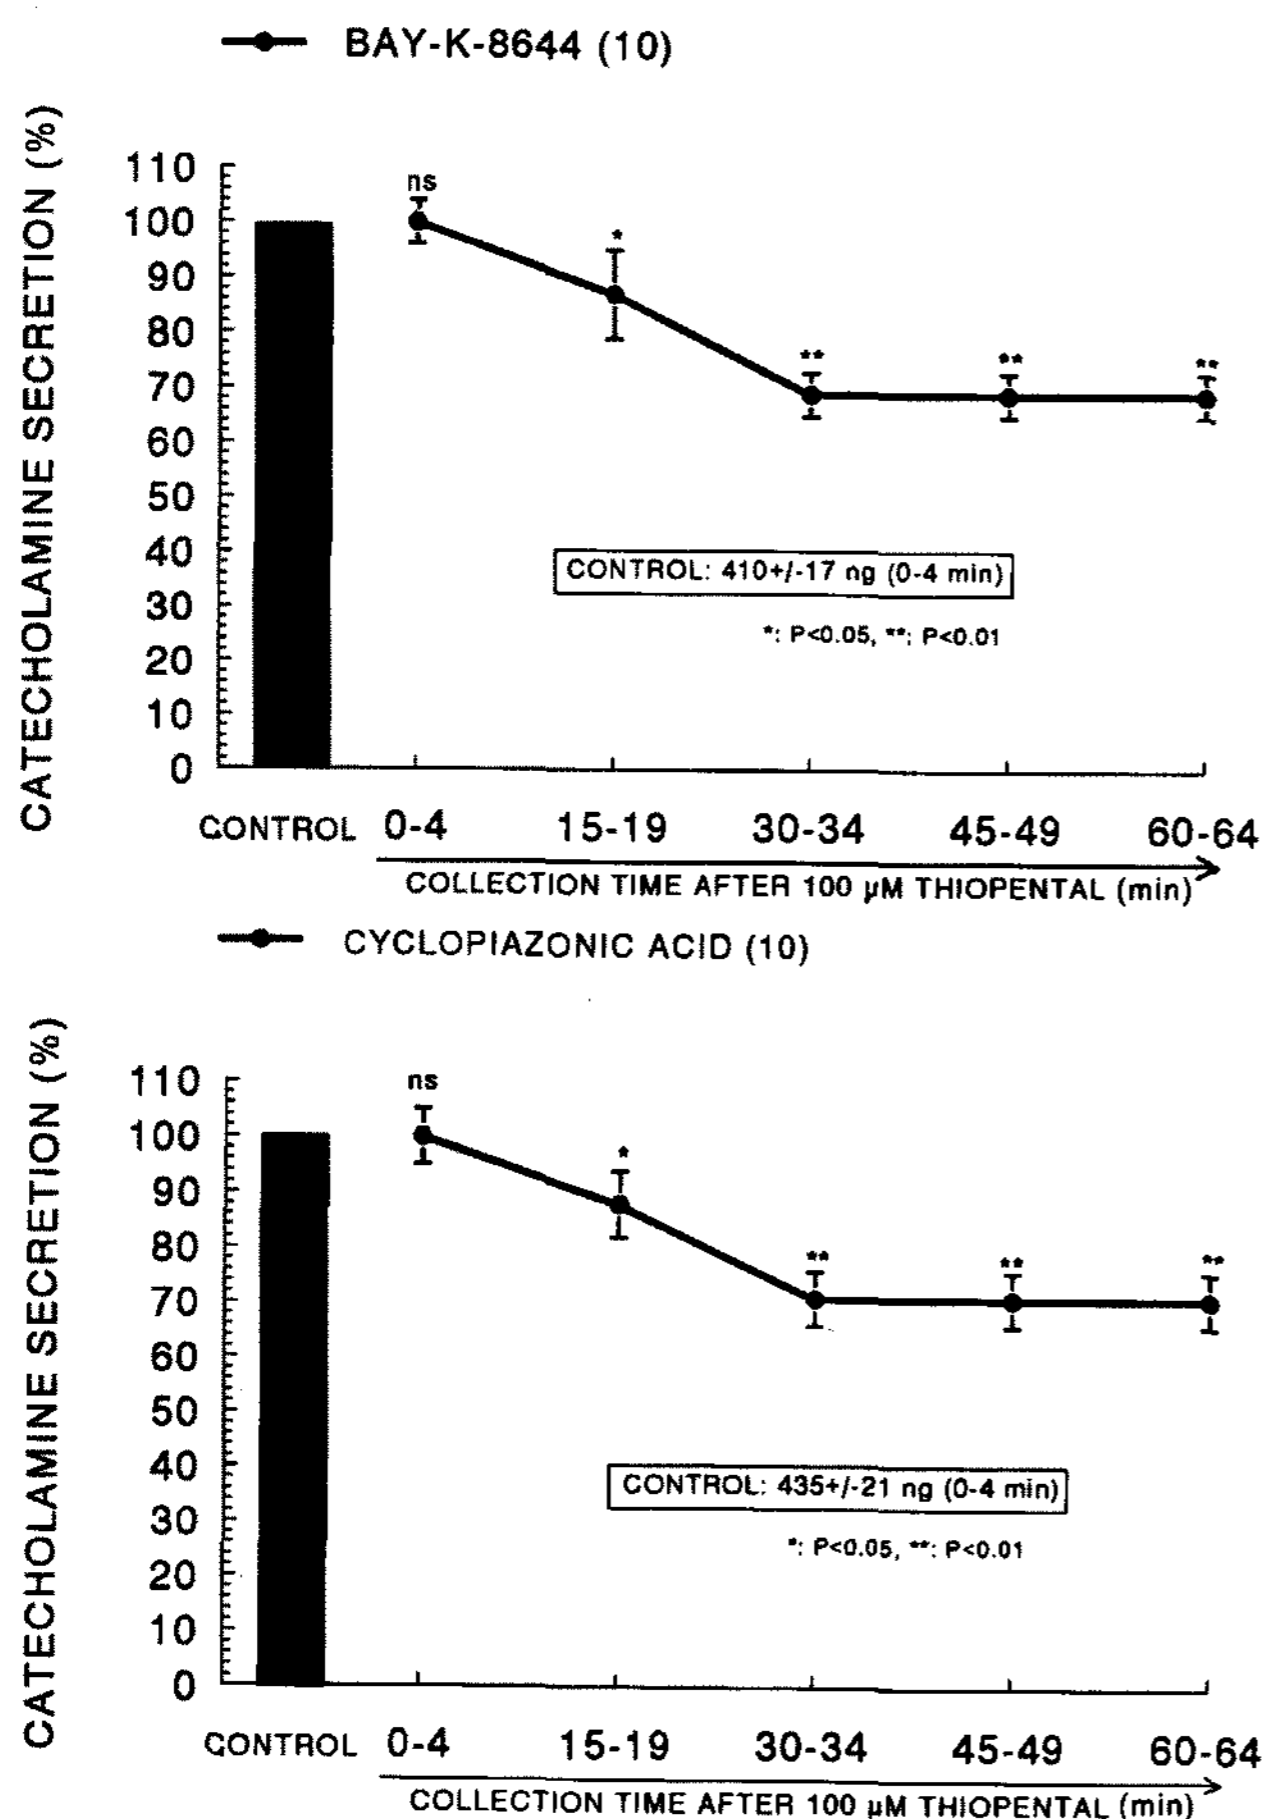 BAY-K-8644 (10)
CATECHOLAMINE SECRETION (%)
110
100
90
80
70
60
50
40
30
20
10
0
ns
*
**
**
**
CONTROL: 410+/-17 ng (0-4 min)
*: P<0.05, **: P<0.01
CONTROL 0-4 15-19 30-34 45-49 60-64
COLLECTION TIME AFTER 100 µM THIOPENTAL (min)
CYCLOPIAZONIC ACID (10)
CATECHOLAMINE SECRETION (%)
110
100
90
80
70
60
50
40
30
20
10
0
ns
*
**
**
**
CONTROL: 435+/-21 ng (0-4 min)
*: P<0.05, **: P<0.01
CONTROL 0-4 15-19 30-34 45-49 60-64
COLLECTION TIME AFTER 100 µM THIOPENTAL (min)